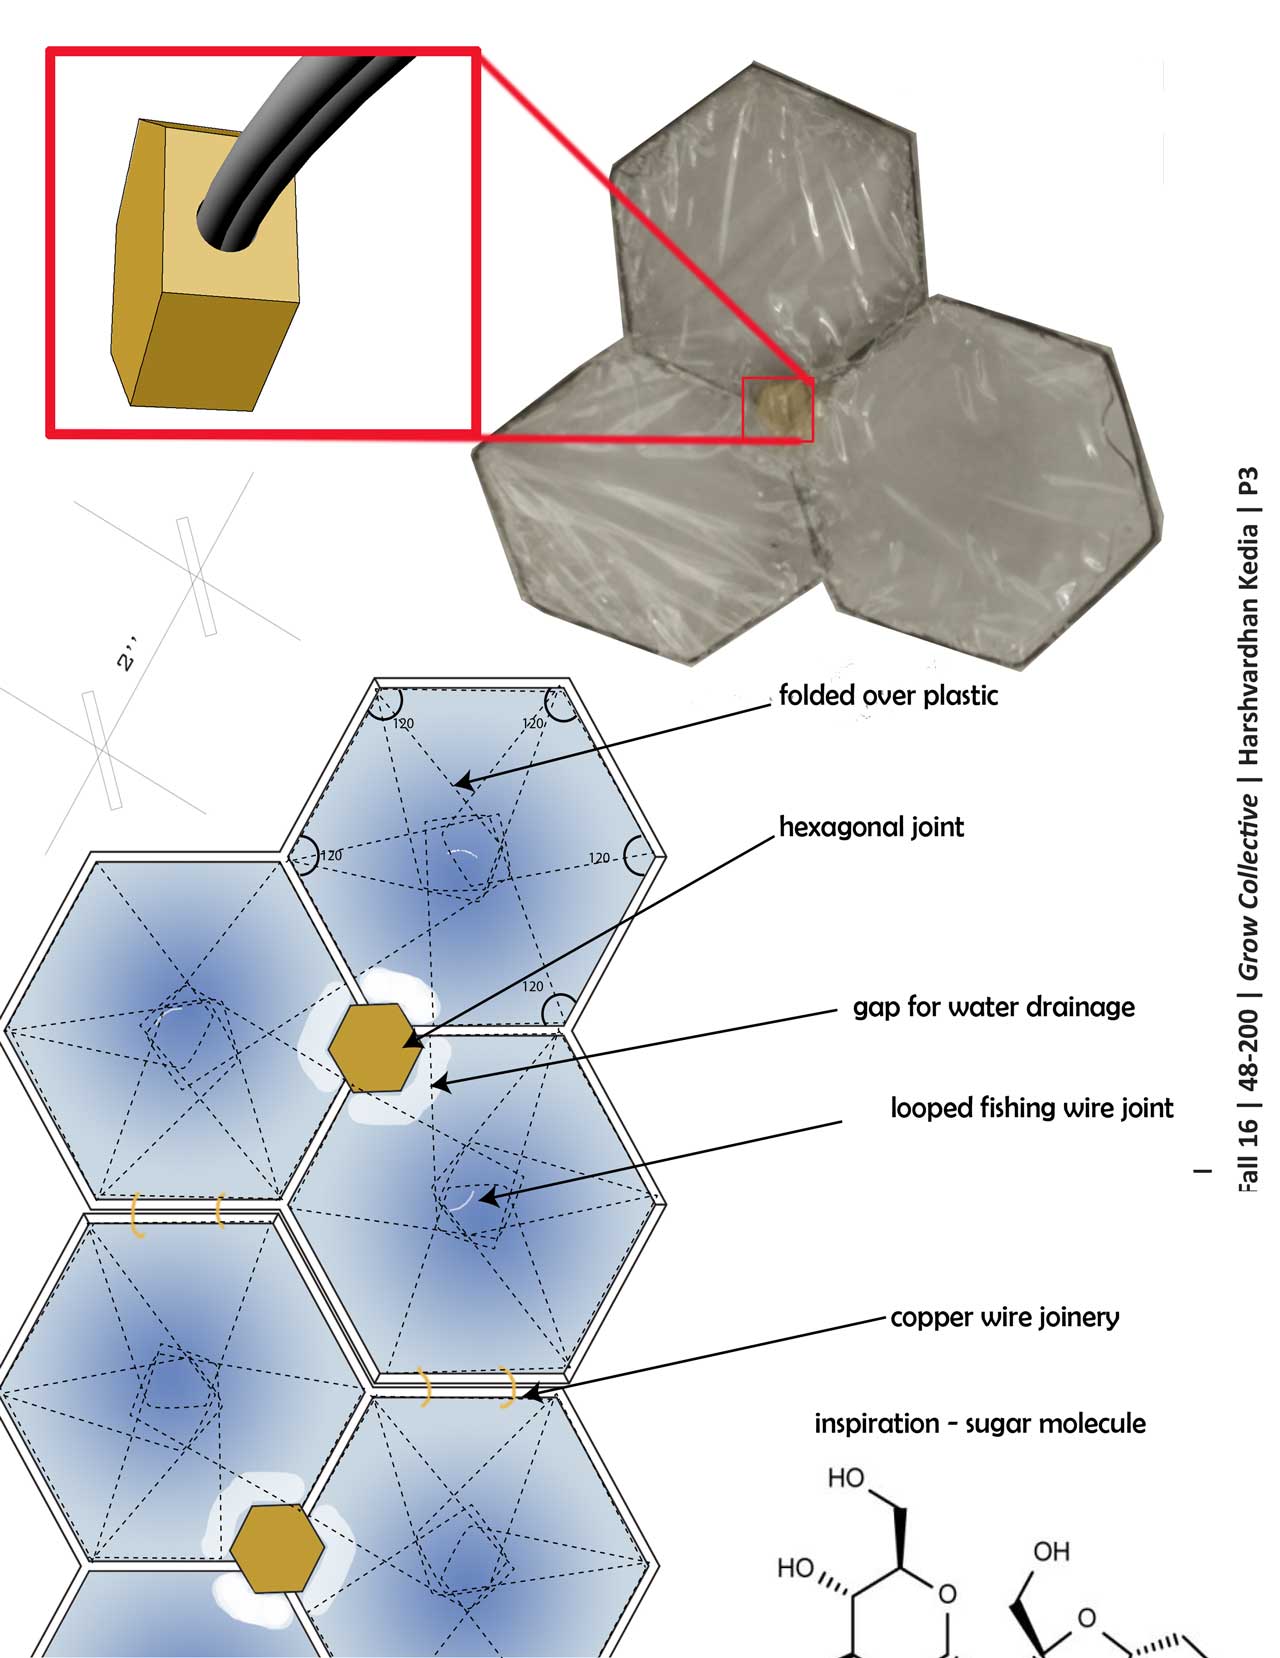 Fall 16 | 48-200 | Grow Collective | Harshvardhan Kedia | P3
|
2’’
folded over plastic
120
120
hexagonal joint
120
120
120
gap for water drainage
looped fishing wire joint
copper wire joinery
inspiration - sugar molecule
HO
OH
HO
O
O